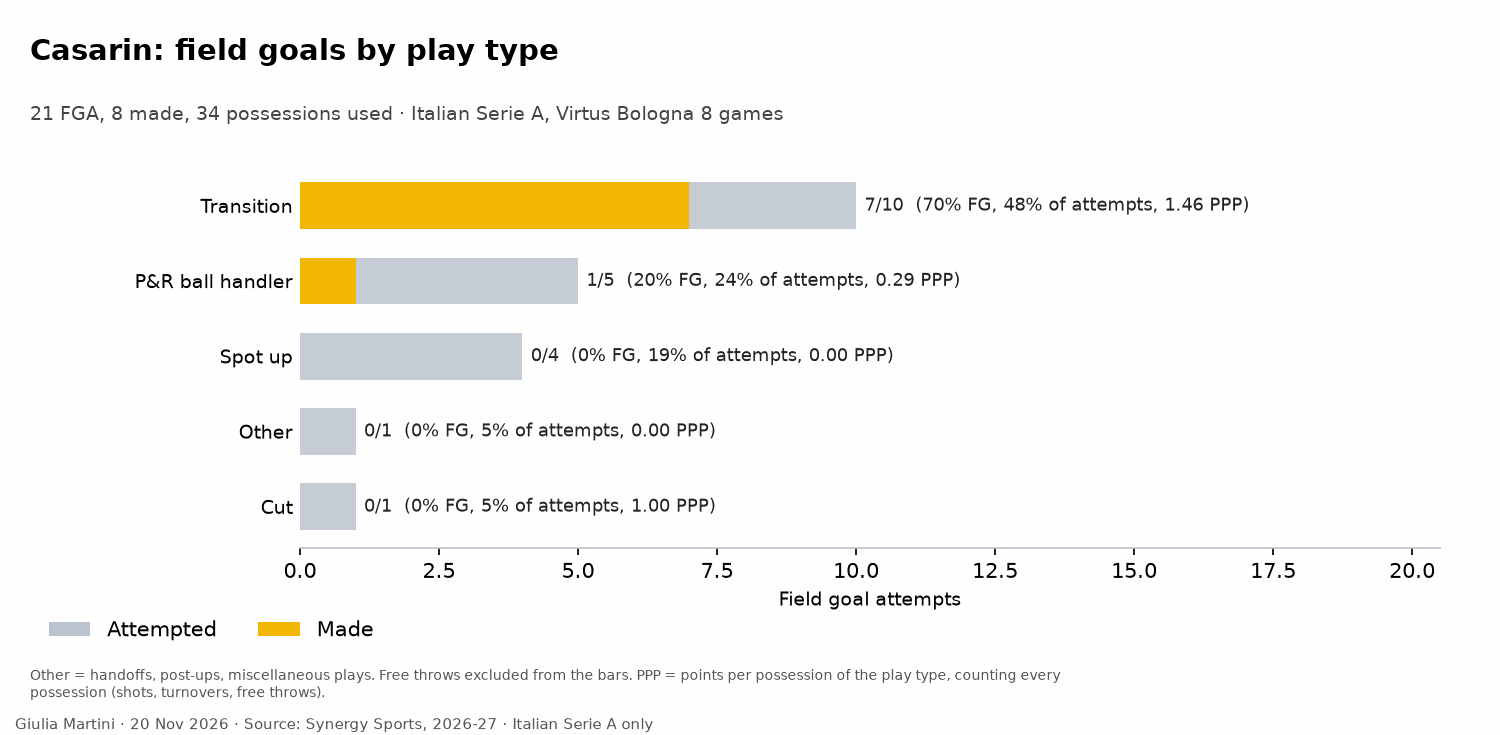 Casarin: field goals by play type
21 FGA, 8 made, 34 possessions used · Italian Serie A, Virtus Bologna 8 games
Transition
7/10 (70% FG, 48% of attempts, 1.46 PPP)
P&R ball handler
1/5 (20% FG, 24% of attempts, 0.29 PPP)
Spot up
0/4 (0% FG, 19% of attempts, 0.00 PPP)
Other
0/1 (0% FG, 5% of attempts, 0.00 PPP)
Cut
0/1 (0% FG, 5% of attempts, 1.00 PPP)
0.0 2.5 5.0 7.5 10.0 12.5 15.0 17.5 20.0
Field goal attempts
Attempted Made
Other = handoffs, post-ups, miscellaneous plays. Free throws excluded from the bars. PPP = points per possession of the play type, counting every
possession (shots, turnovers, free throws).
Giulia Martini · 20 Nov 2026 · Source: Synergy Sports, 2026-27 · Italian Serie A only